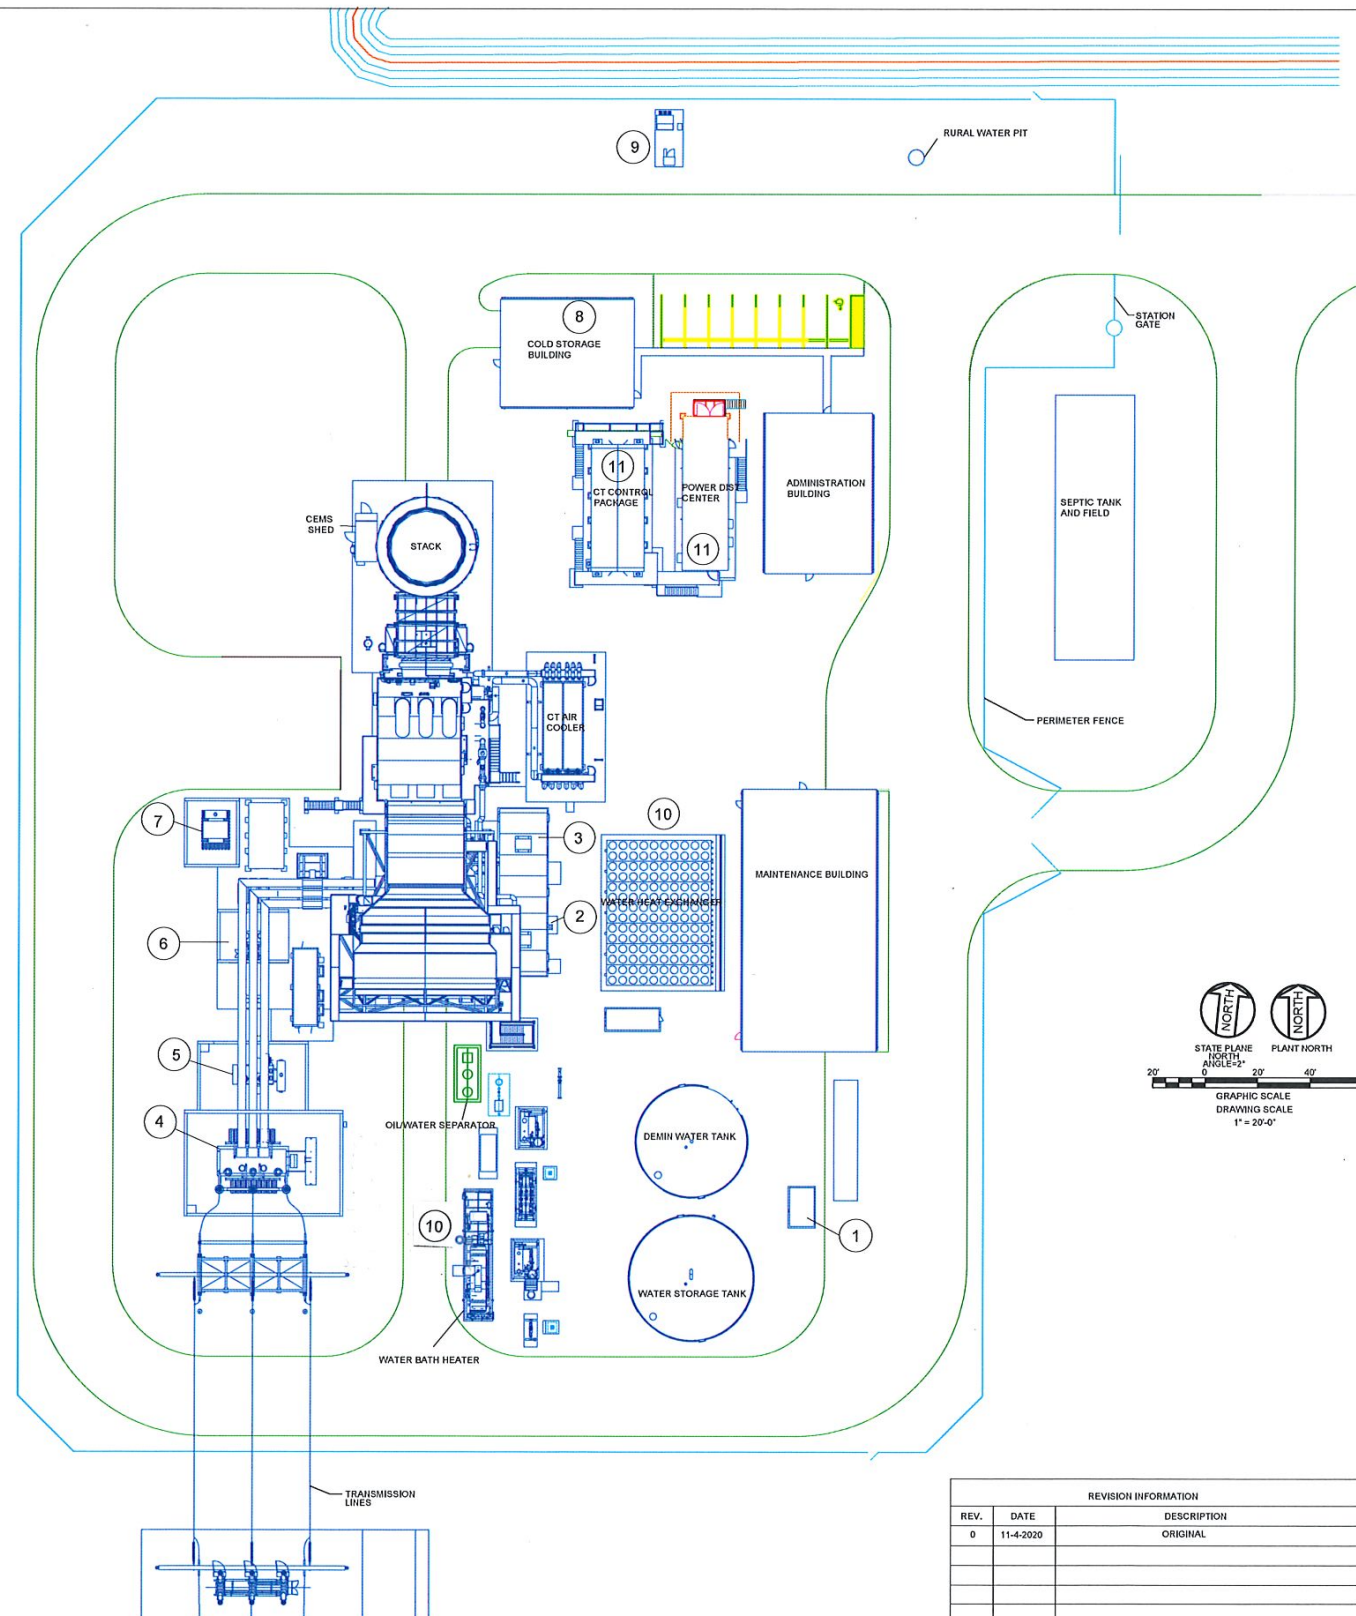 9
RURAL WATER PIT
8
COLD STORAGE
BUILDING
STATION
GATE
11
CT CONTROL
PACKAGE
POWER DIST
CENTER
11
ADMINISTRATION
BUILDING
SEPTIC TANK
AND FIELD
CEMS
SHED
STACK
CT AIR
COOLER
PERIMETER FENCE
7
3
10
MAINTENANCE BUILDING
WATER HEAT EXCHANGER
2
6
NORTH
NORTH
STATE PLANE
NORTH
ANGLE=2°
PLANT NORTH
5
20'
0
20'
40'
GRAPHIC SCALE
DRAWING SCALE
1" = 20'-0"
4
OIL/WATER SEPARATOR
DEMIN WATER TANK
10
1
WATER STORAGE TANK
WATER BATH HEATER
TRANSMISSION
LINES
REVISION INFORMATION
REV. DATE DESCRIPTION
0 11-4-2020 ORIGINAL